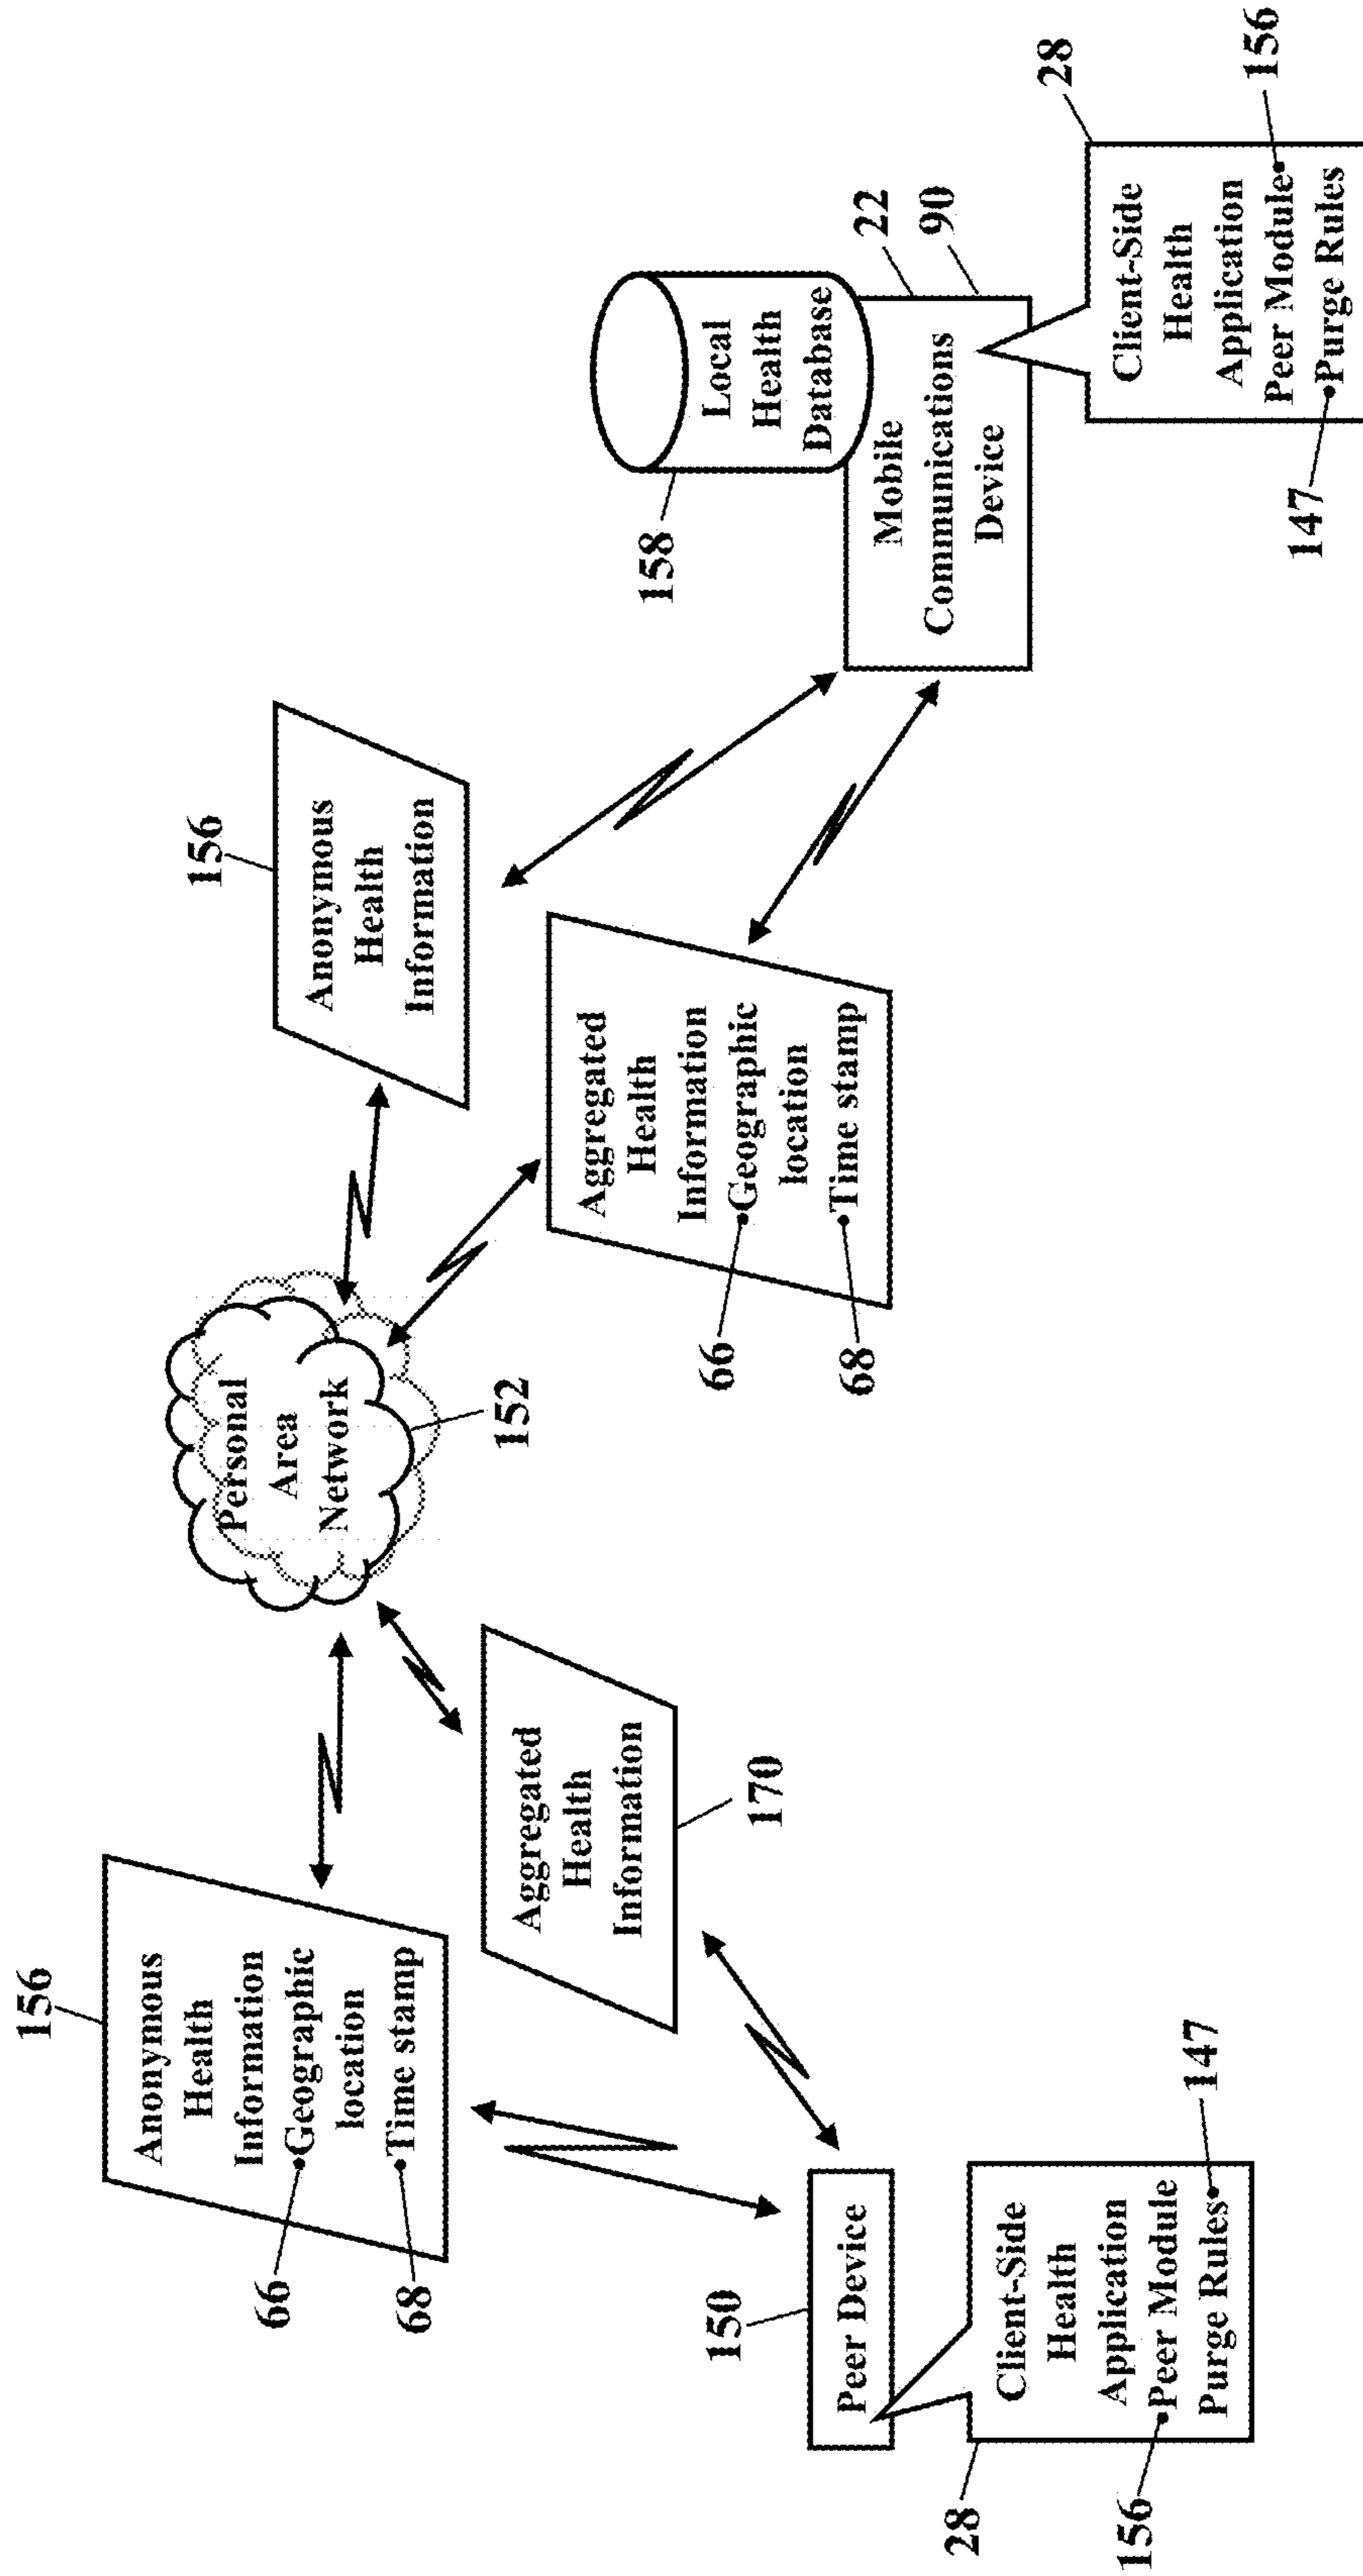 156
Anonymous
Health
Information
•Geographic
location
•Time stamp
66
68
Personal
Area
Network
152
156
Anonymous
Health
Information
Aggregated
Health
Information
170
Aggregated
Health
Information
•Geographic
location
•Time stamp
66
68
158
Local
Health
Database
22
90
Mobile
Communications
Device
28
Client-Side
Health
Application
Peer Module•
•Purge Rules
156
147
150
Peer Device
28
Client-Side
Health
Application
•Peer Module
Purge Rules•
156
147